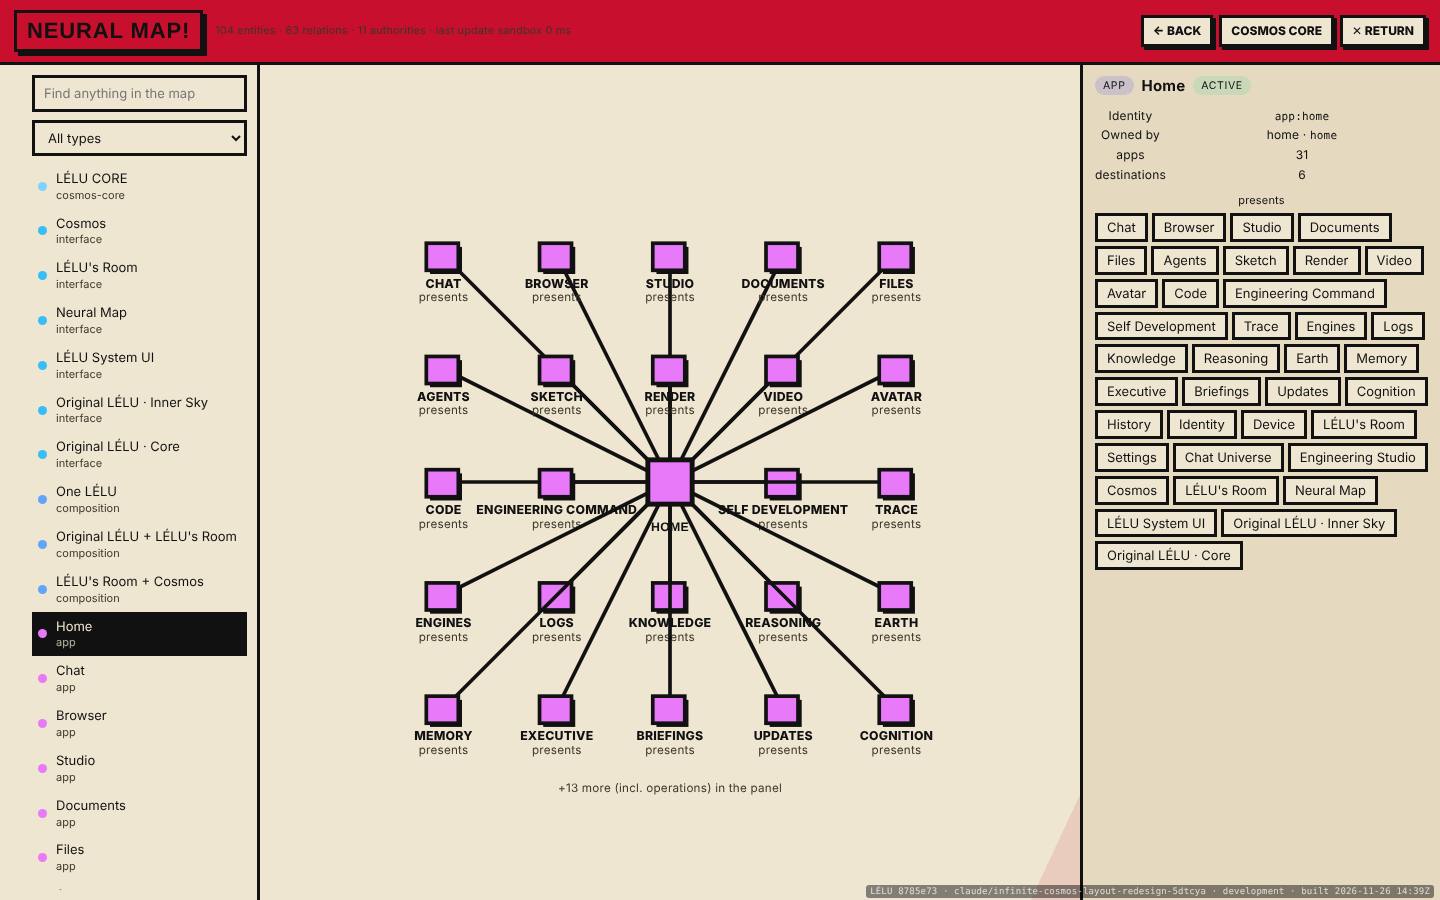 NEURAL MAP!
104 entities · 63 relations · 11 authorities · last update sandbox 0 ms
← BACK
COSMOS CORE
✕ RETURN
Find anything in the map
All types
LÉLU CORE
cosmos-core
Cosmos
interface
LÉLU's Room
interface
Neural Map
interface
LÉLU System UI
interface
Original LÉLU · Inner Sky
interface
Original LÉLU · Core
interface
One LÉLU
composition
Original LÉLU + LÉLU's Room
composition
LÉLU's Room + Cosmos
composition
Home
app
Chat
app
Browser
app
Studio
app
Documents
app
Files
app
CHAT BROWSER STUDIO DOCUMENTS FILES
presents presents presents presents presents
AGENTS SKETCH RENDER VIDEO AVATAR
presents presents presents presents presents
CODE ENGINEERING COMMAND SELF DEVELOPMENT TRACE
presents presents presents presents
HOME
ENGINES LOGS KNOWLEDGE REASONING EARTH
presents presents presents presents presents
MEMORY EXECUTIVE BRIEFINGS UPDATES COGNITION
presents presents presents presents presents
+13 more (incl. operations) in the panel
APP Home ACTIVE
Identity app:home
Owned by home · home
apps 31
destinations 6
presents
Chat Browser Studio Documents
Files Agents Sketch Render Video
Avatar Code Engineering Command
Self Development Trace Engines Logs
Knowledge Reasoning Earth Memory
Executive Briefings Updates Cognition
History Identity Device LÉLU's Room
Settings Chat Universe Engineering Studio
Cosmos LÉLU's Room Neural Map
LÉLU System UI Original LÉLU · Inner Sky
Original LÉLU · Core
LÉLU 8785e73 · claude/infinite-cosmos-layout-redesign-5dtcya · development · built 2026-11-26 14:39Z